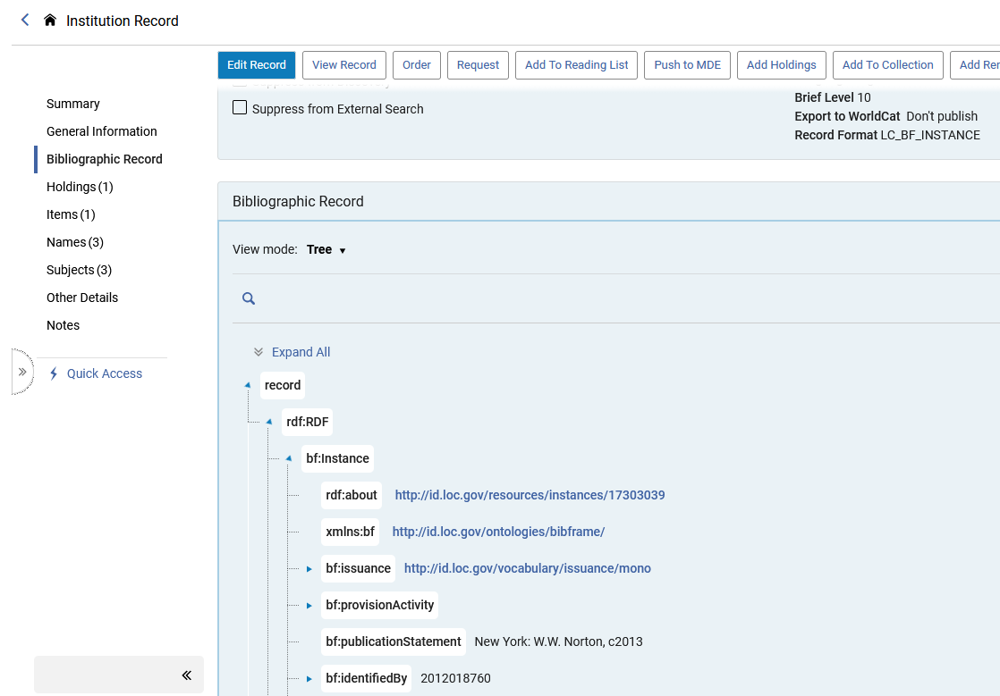 Institution Record
Edit Record View Record Order Request Add To Reading List Push to MDE Add Holdings Add To Collection Add Rer
Summary
General Information
Bibliographic Record
Holdings (1)
Items (1)
Names (3)
Subjects (3)
Other Details
Notes
Quick Access
Suppress from External Search
Brief Level 10
Export to WorldCat Don't publish
Record Format LC_BF_INSTANCE
Bibliographic Record
View mode: Tree
Expand All
record
rdf:RDF
bf:Instance
rdf:about http://id.loc.gov/resources/instances/17303039
xmlns:bf http://id.loc.gov/ontologies/bibframe/
bf:issuance http://id.loc.gov/vocabulary/issuance/mono
bf:provisionActivity
bf:publicationStatement New York: W.W. Norton, c2013
bf:identifiedBy 2012018760